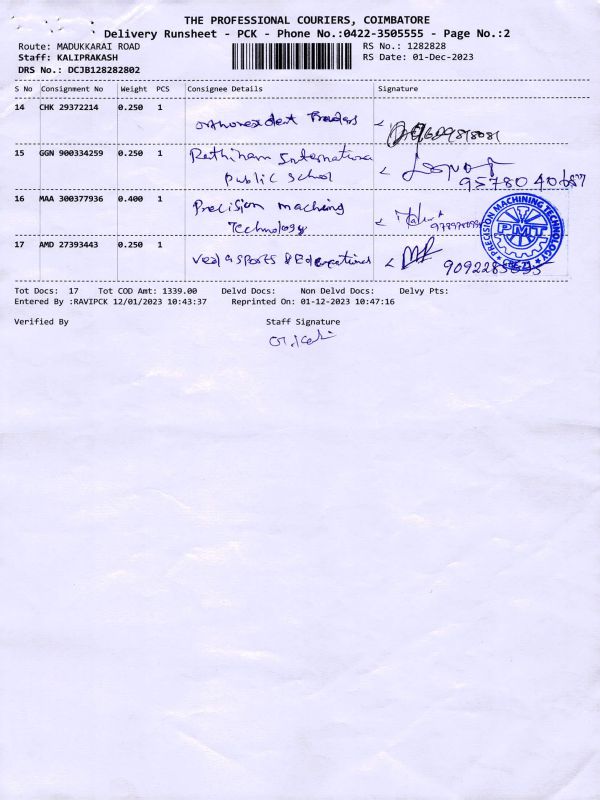 THE PROFESSIONAL COURIERS, COIMBATORE
Delivery Runsheet - PCK - Phone No.:0422-3505555 - Page No.:2
Route: MADUKKARAI ROAD RS No.: 1282828
Staff: KALIPRAKASH RS Date: 01-Dec-2023
DRS No.: DCJB128282802
S No Consignment No Weight PCS Consignee Details Signature
14 CHK 29372214 0.250 1 Traders
15 GGN 900334259 0.250 1 Rathinam International
public School
95780
16 MAA 300377936 0.400 1 Precision maching
Technology
PRECISION MACHINING TECHNOLOGY
PMT
17 AMD 27393443 0.250 1 Veda Sports &
Tot Docs: 17 Tot COD Amt: 1339.00 Delvd Docs: Non Delvd Docs: Delvy Pts:
Entered By :RAVIPCK 12/01/2023 10:43:37 Reprinted On: 01-12-2023 10:47:16
Verified By Staff Signature